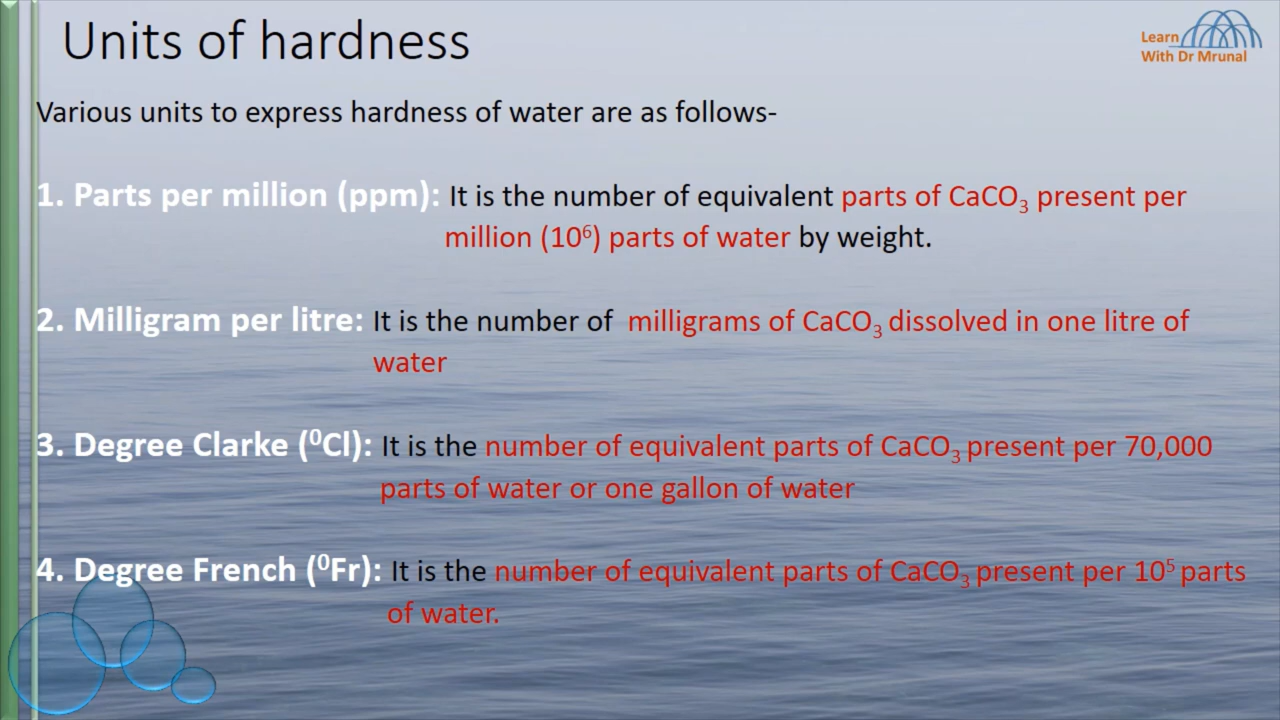 Units of hardness
Learn
With Dr Mrunal
Various units to express hardness of water are as follows-
1. Parts per million (ppm): It is the number of equivalent parts of CaCO₃ present per
million (10⁶) parts of water by weight.
2. Milligram per litre: It is the number of milligrams of CaCO₃ dissolved in one litre of
water
3. Degree Clarke (⁰Cl): It is the number of equivalent parts of CaCO₃ present per 70,000
parts of water or one gallon of water
4. Degree French (⁰Fr): It is the number of equivalent parts of CaCO₃ present per 10⁵ parts
of water.